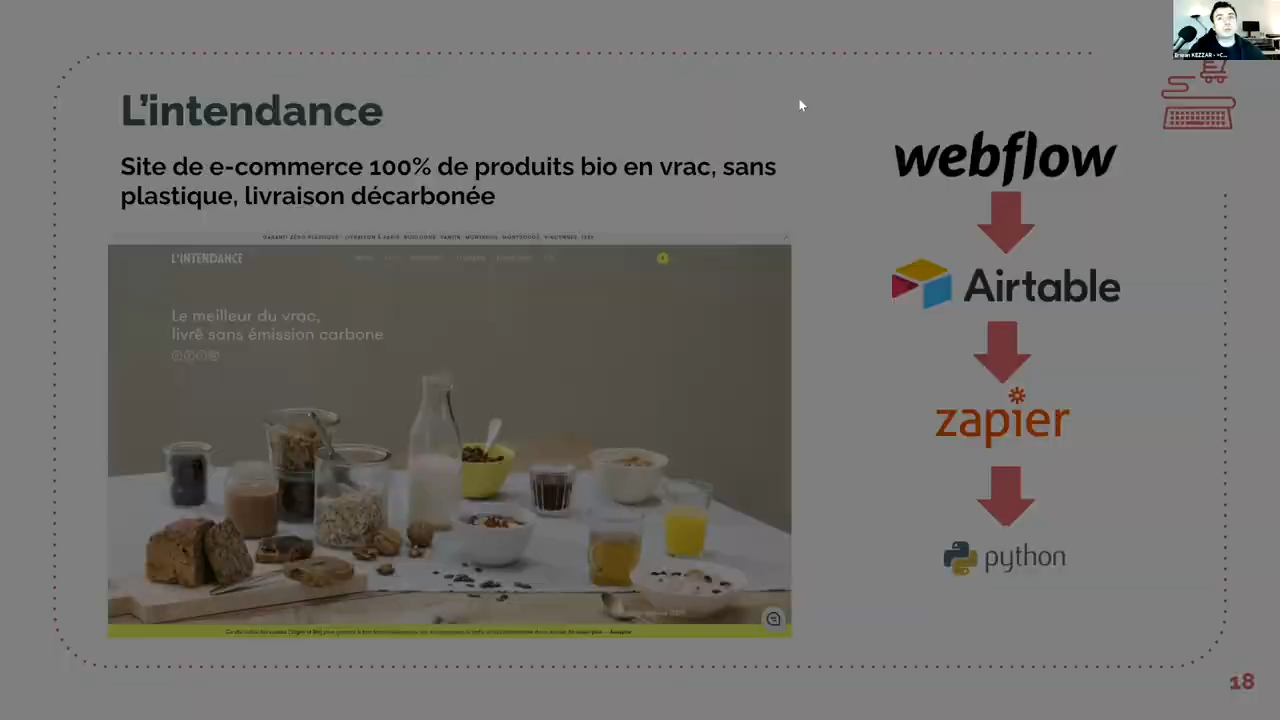 L'intendance
Site de e-commerce 100% de produits bio en vrac, sans
plastique, livraison décarbonée
L'INTENDANCE
Le meilleur du vrac,
livré sans émission carbone
webflow
Airtable
zapier
python
18